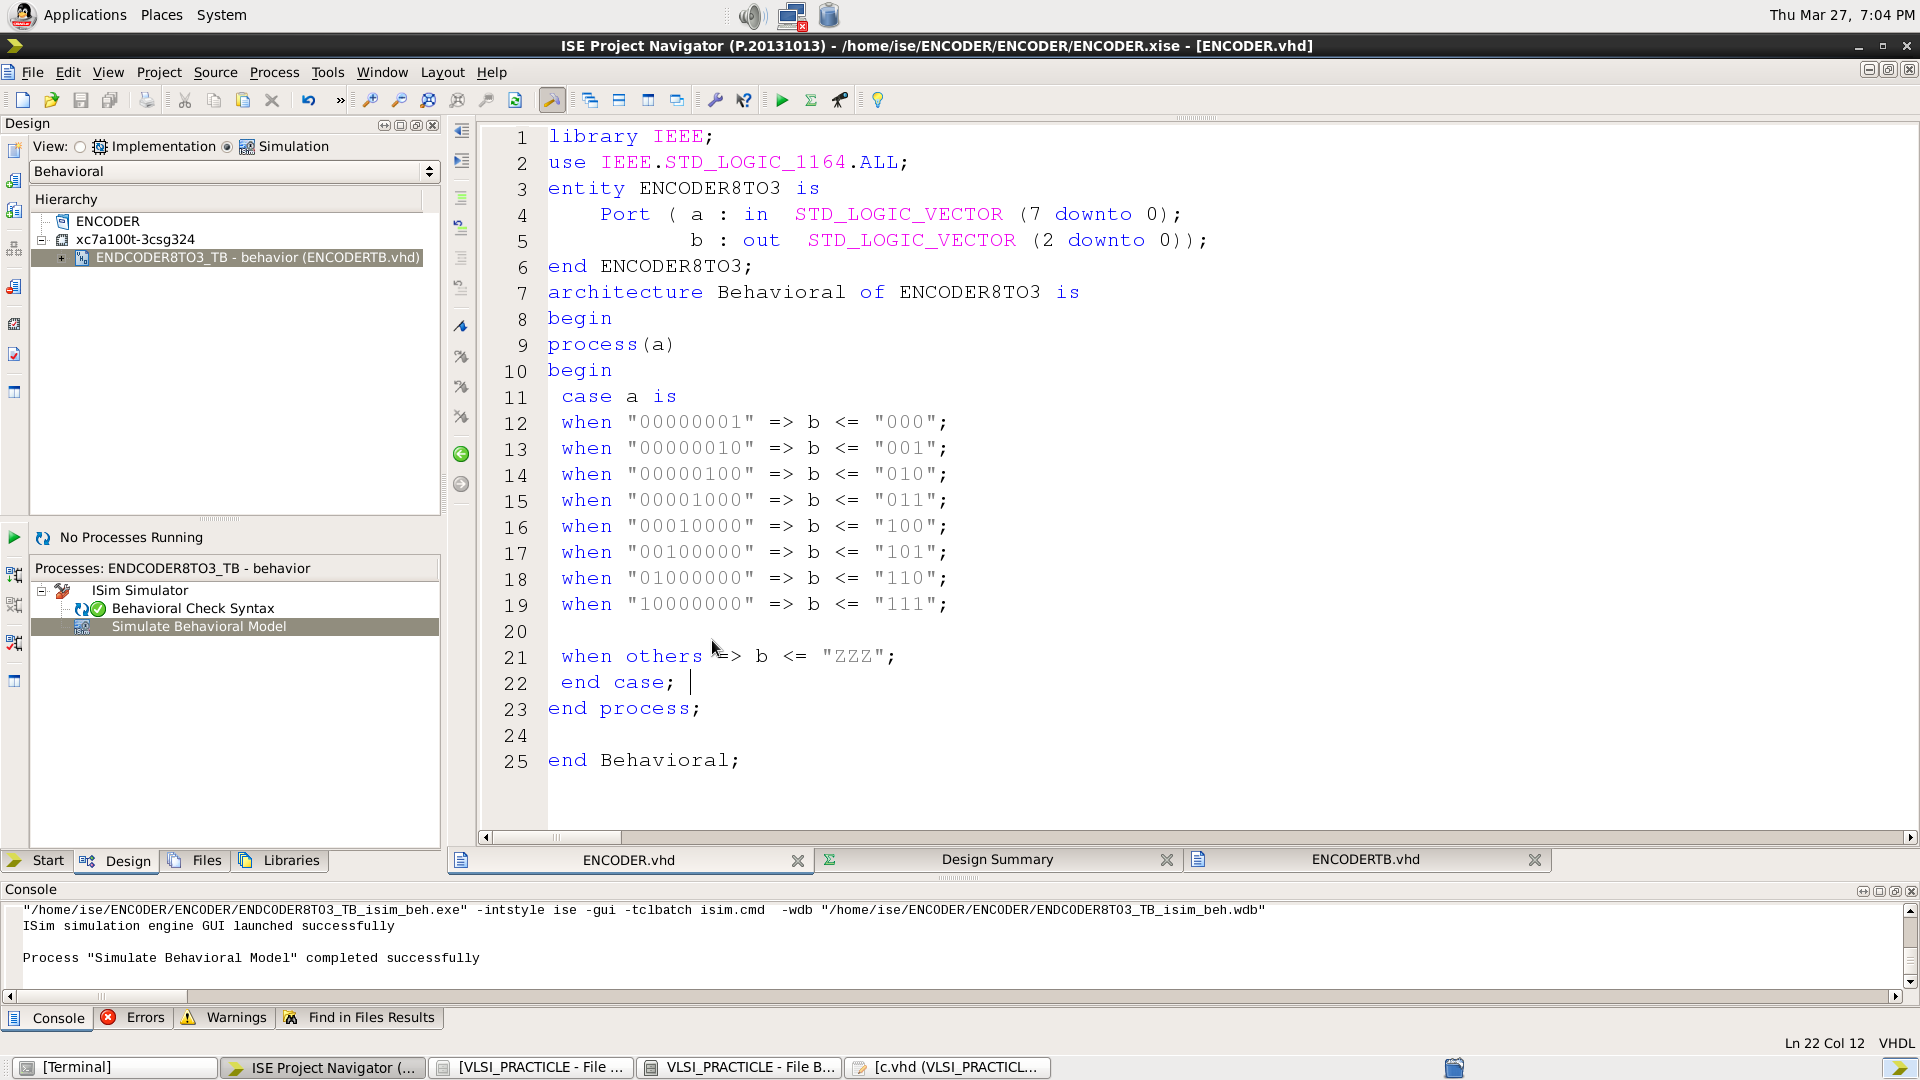 Applications Places System
Thu Mar 27, 7:04 PM
ISE Project Navigator (P.20131013) - /home/ise/ENCODER/ENCODER/ENCODER.xise - [ENCODER.vhd]
File Edit View Project Source Process Tools Window Layout Help
Design
View: Implementation Simulation
Behavioral
Hierarchy
ENCODER
xc7a100t-3csg324
ENDCODER8TO3_TB - behavior (ENCODERTB.vhd)
No Processes Running
Processes: ENDCODER8TO3_TB - behavior
ISim Simulator
Behavioral Check Syntax
Simulate Behavioral Model
Start Design Files Libraries
1 library IEEE;
2 use IEEE.STD_LOGIC_1164.ALL;
3 entity ENCODER8TO3 is
4 Port ( a : in STD_LOGIC_VECTOR (7 downto 0);
5 b : out STD_LOGIC_VECTOR (2 downto 0));
6 end ENCODER8TO3;
7 architecture Behavioral of ENCODER8TO3 is
8 begin
9 process(a)
10 begin
11 case a is
12 when "00000001" => b <= "000";
13 when "00000010" => b <= "001";
14 when "00000100" => b <= "010";
15 when "00001000" => b <= "011";
16 when "00010000" => b <= "100";
17 when "00100000" => b <= "101";
18 when "01000000" => b <= "110";
19 when "10000000" => b <= "111";
20
21 when others => b <= "ZZZ";
22 end case;
23 end process;
24
25 end Behavioral;
ENCODER.vhd Design Summary ENCODERTB.vhd
Console
"/home/ise/ENCODER/ENCODER/ENDCODER8TO3_TB_isim_beh.exe" -intstyle ise -gui -tclbatch isim.cmd -wdb "/home/ise/ENCODER/ENCODER/ENDCODER8TO3_TB_isim_beh.wdb"
ISim simulation engine GUI launched successfully
Process "Simulate Behavioral Model" completed successfully
Console Errors Warnings Find in Files Results
Ln 22 Col 12 VHDL
[Terminal] ISE Project Navigator (... [VLSI_PRACTICLE - File ... VLSI_PRACTICLE - File B... [c.vhd (VLSI_PRACTICL...